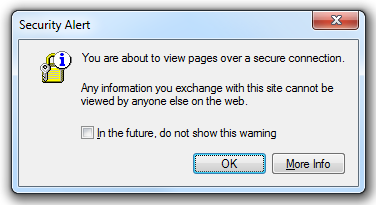 Security Alert
You are about to view pages over a secure connection.
Any information you exchange with this site cannot be
viewed by anyone else on the web.
In the future, do not show this warning
OK
More Info